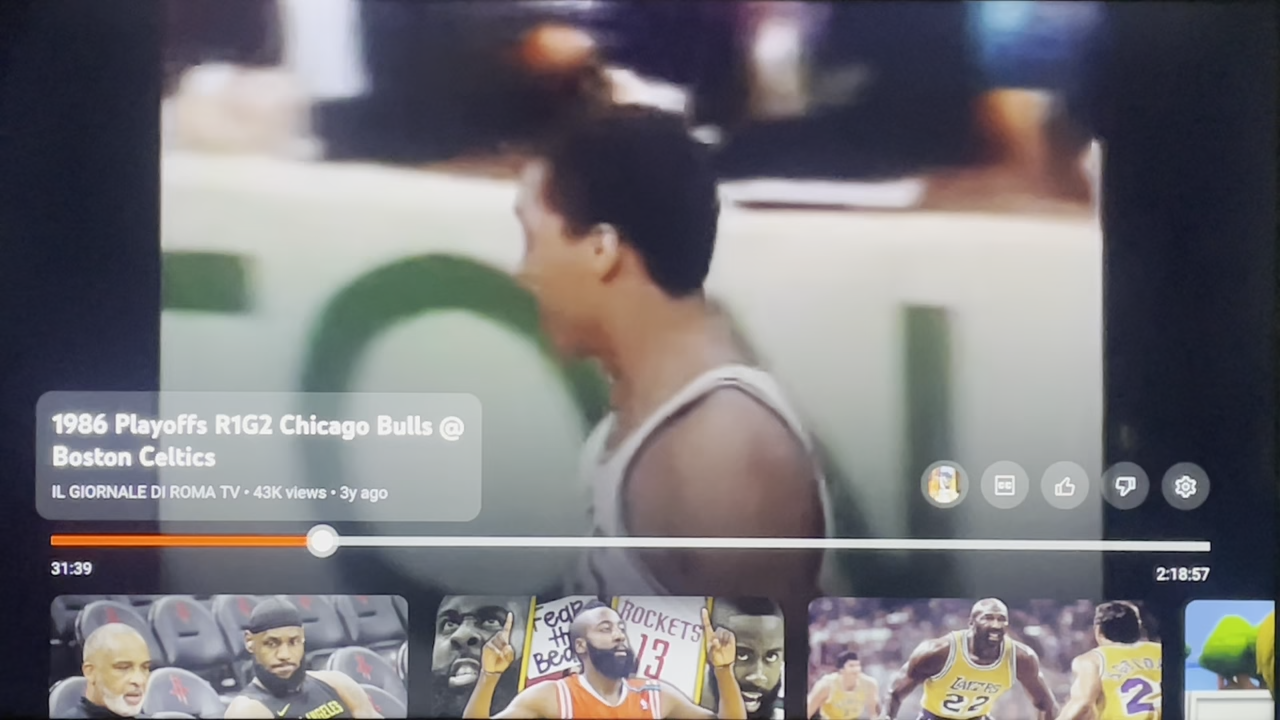 1986 Playoffs R1G2 Chicago Bulls @
Boston Celtics
IL GIORNALE DI ROMA TV • 43K views • 3y ago
CC
31:39
2:18:57
Fear
the
Beard
ROCKETS
13
LAKERS
22
2